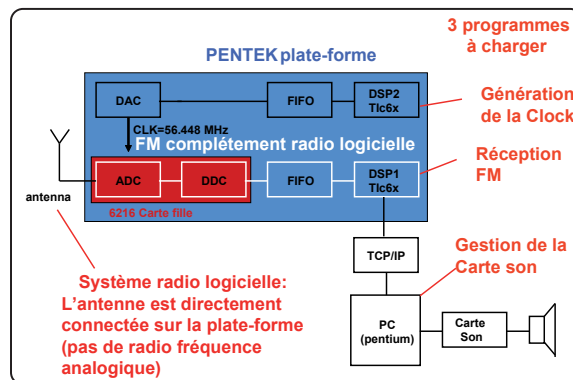 3 programmes
à charger
PENTEK plate-forme
DAC
FIFO
DSP2
TIc6x
Génération
de la Clock
CLK=56.448 MHz
FM complétement radio logicielle
ADC
DDC
FIFO
DSP1
TIc6x
Réception
FM
antenna
6216 Carte fille
TCP/IP
Gestion de la
Carte son
Système radio logicielle:
L'antenne est directement
connectée sur la plate-forme
(pas de radio fréquence
analogique)
PC
(pentium)
Carte
Son